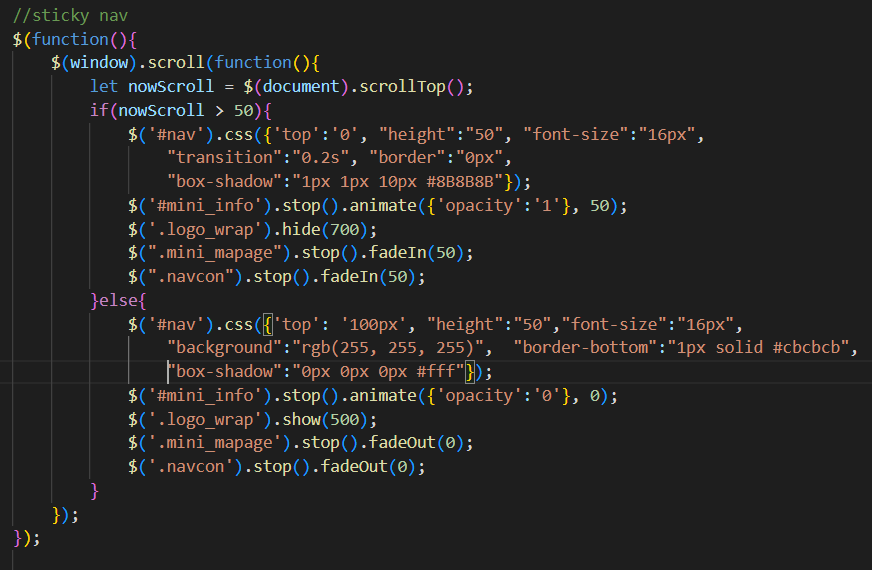 //sticky nav
$(function(){
    $(window).scroll(function(){
        let nowScroll = $(document).scrollTop();
        if(nowScroll > 50){
            $('#nav').css({'top':'0', "height":"50", "font-size":"16px",
                "transition":"0.2s", "border":"0px",
                "box-shadow":"1px 1px 10px #8B8B8B"});
            $('#mini_info').stop().animate({'opacity':'1'}, 50);
            $('.logo_wrap').hide(700);
            $(".mini_mapage").stop().fadeIn(50);
            $(".navcon").stop().fadeIn(50);
        }else{
            $('#nav').css({'top': '100px', "height":"50","font-size":"16px",
                "background":"rgb(255, 255, 255)",  "border-bottom":"1px solid #cbcbcb",
                "box-shadow":"0px 0px 0px #fff"});
            $('#mini_info').stop().animate({'opacity':'0'}, 0);
            $('.logo_wrap').show(500);
            $('.mini_mapage').stop().fadeOut(0);
            $('.navcon').stop().fadeOut(0);
        }
    });
});